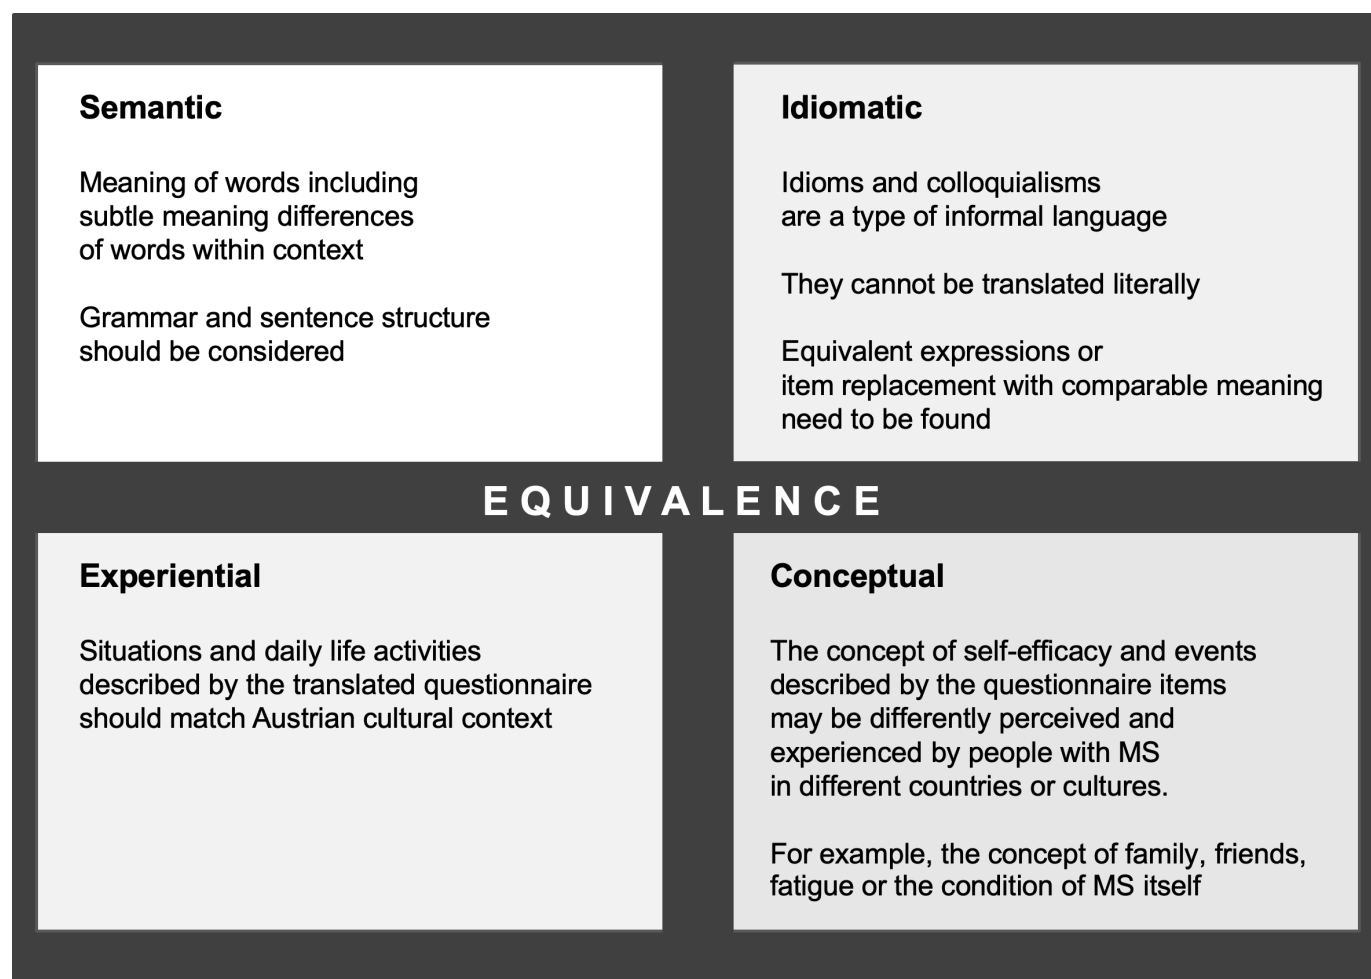 Semantic
Meaning of words including
subtle meaning differences
of words within context
Grammar and sentence structure
should be considered
Idiomatic
Idioms and colloquialisms
are a type of informal language
They cannot be translated literally
Equivalent expressions or
item replacement with comparable meaning
need to be found
EQUIVALENCE
Experiential
Situations and daily life activities
described by the translated questionnaire
should match Austrian cultural context
Conceptual
The concept of self-efficacy and events
described by the questionnaire items
may be differently perceived and
experienced by people with MS
in different countries or cultures.
For example, the concept of family, friends,
fatigue or the condition of MS itself